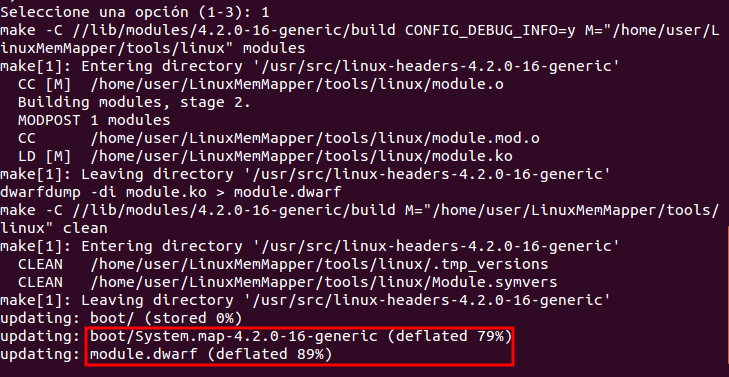 Seleccione una opción (1-3): 1
make -C //lib/modules/4.2.0-16-generic/build CONFIG_DEBUG_INFO=y M="/home/user/L
inuxMemMapper/tools/linux" modules
make[1]: Entering directory '/usr/src/linux-headers-4.2.0-16-generic'
  CC [M]  /home/user/LinuxMemMapper/tools/linux/module.o
  Building modules, stage 2.
  MODPOST 1 modules
  CC      /home/user/LinuxMemMapper/tools/linux/module.mod.o
  LD [M]  /home/user/LinuxMemMapper/tools/linux/module.ko
make[1]: Leaving directory '/usr/src/linux-headers-4.2.0-16-generic'
dwarfdump -di module.ko > module.dwarf
make -C //lib/modules/4.2.0-16-generic/build M="/home/user/LinuxMemMapper/tools/
linux" clean
make[1]: Entering directory '/usr/src/linux-headers-4.2.0-16-generic'
  CLEAN   /home/user/LinuxMemMapper/tools/linux/.tmp_versions
  CLEAN   /home/user/LinuxMemMapper/tools/linux/Module.symvers
make[1]: Leaving directory '/usr/src/linux-headers-4.2.0-16-generic'
updating: boot/ (stored 0%)
updating: boot/System.map-4.2.0-16-generic (deflated 79%)
updating: module.dwarf (deflated 89%)